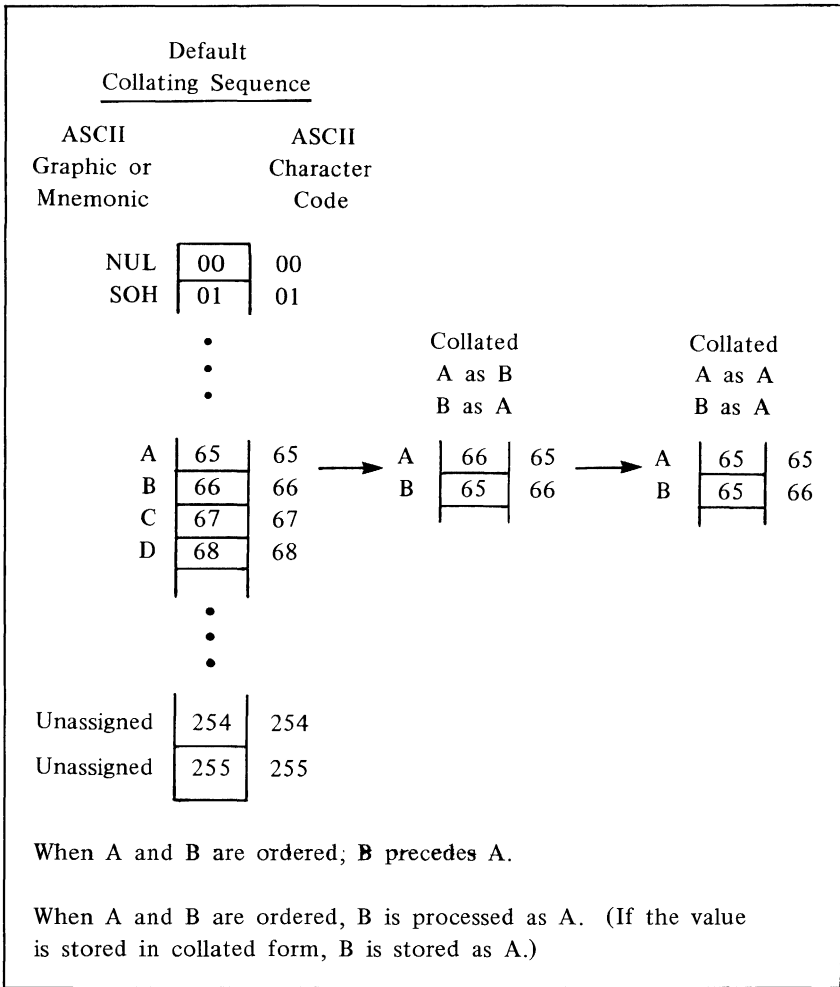 Default
Collating Sequence
ASCII ASCII
Graphic or Character
Mnemonic Code
NUL 00 00
SOH 01 01
Collated Collated
A as B A as A
B as A B as A
A 65 65 A 66 65 A 65 65
B 66 66 B 65 66 B 65 66
C 67 67
D 68 68
Unassigned 254 254
Unassigned 255 255
When A and B are ordered; B precedes A.
When A and B are ordered, B is processed as A. (If the value
is stored in collated form, B is stored as A.)